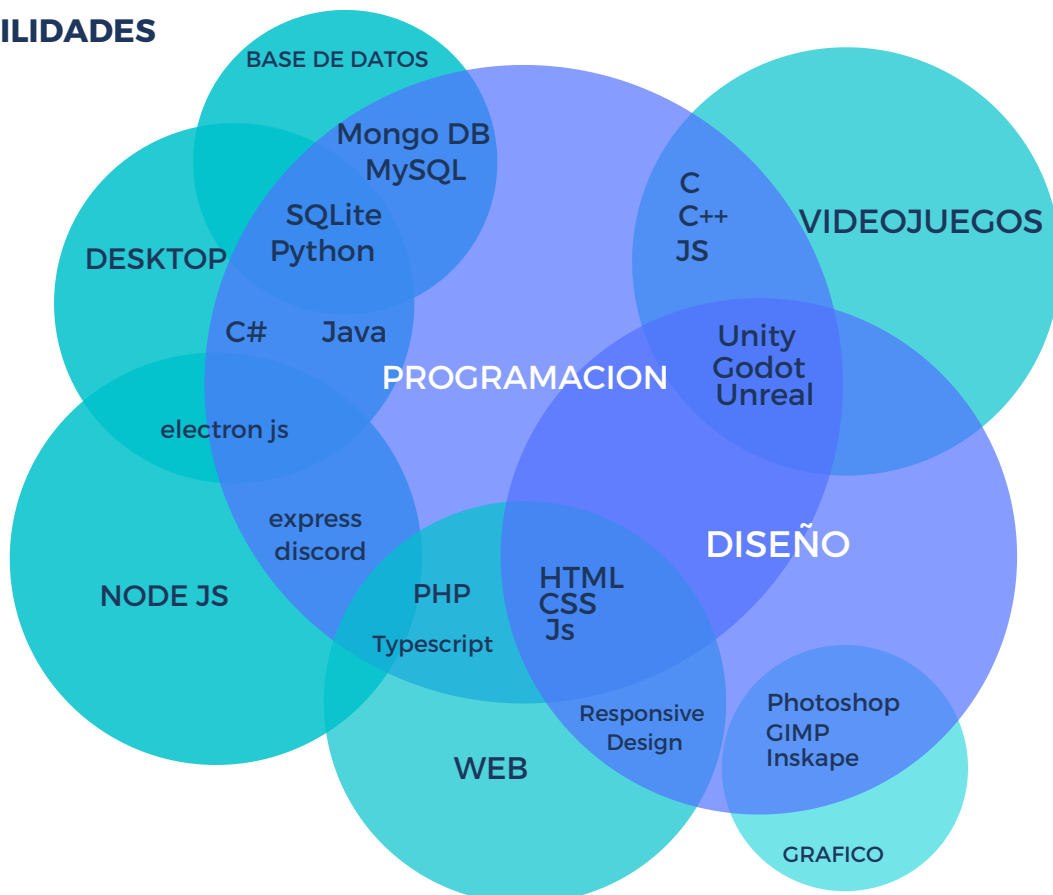 ILIDADES
BASE DE DATOS
Mongo DB
MySQL
SQLite
Python
DESKTOP
C#
Java
C
C++
JS
VIDEOJUEGOS
Unity
Godot
Unreal
PROGRAMACION
electron js
express
discord
NODE JS
DISEÑO
PHP
Typescript
HTML
CSS
Js
Responsive
Design
WEB
Photoshop
GIMP
Inskape
GRAFICO